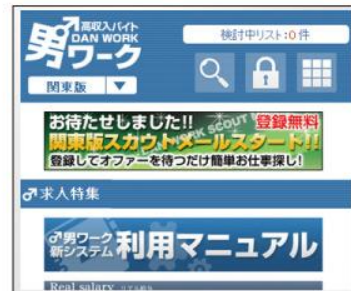 高収入バイト
DAN WORK
男ワーク
検討中リスト:0件
関東版 ▼
お待たせしました!! 登録無料
関東版スカウトメールスタート!!
登録してオファーを待つだけ簡単お仕事探し!
求人特集
男ワーク
新システム 利用マニュアル
Real salary